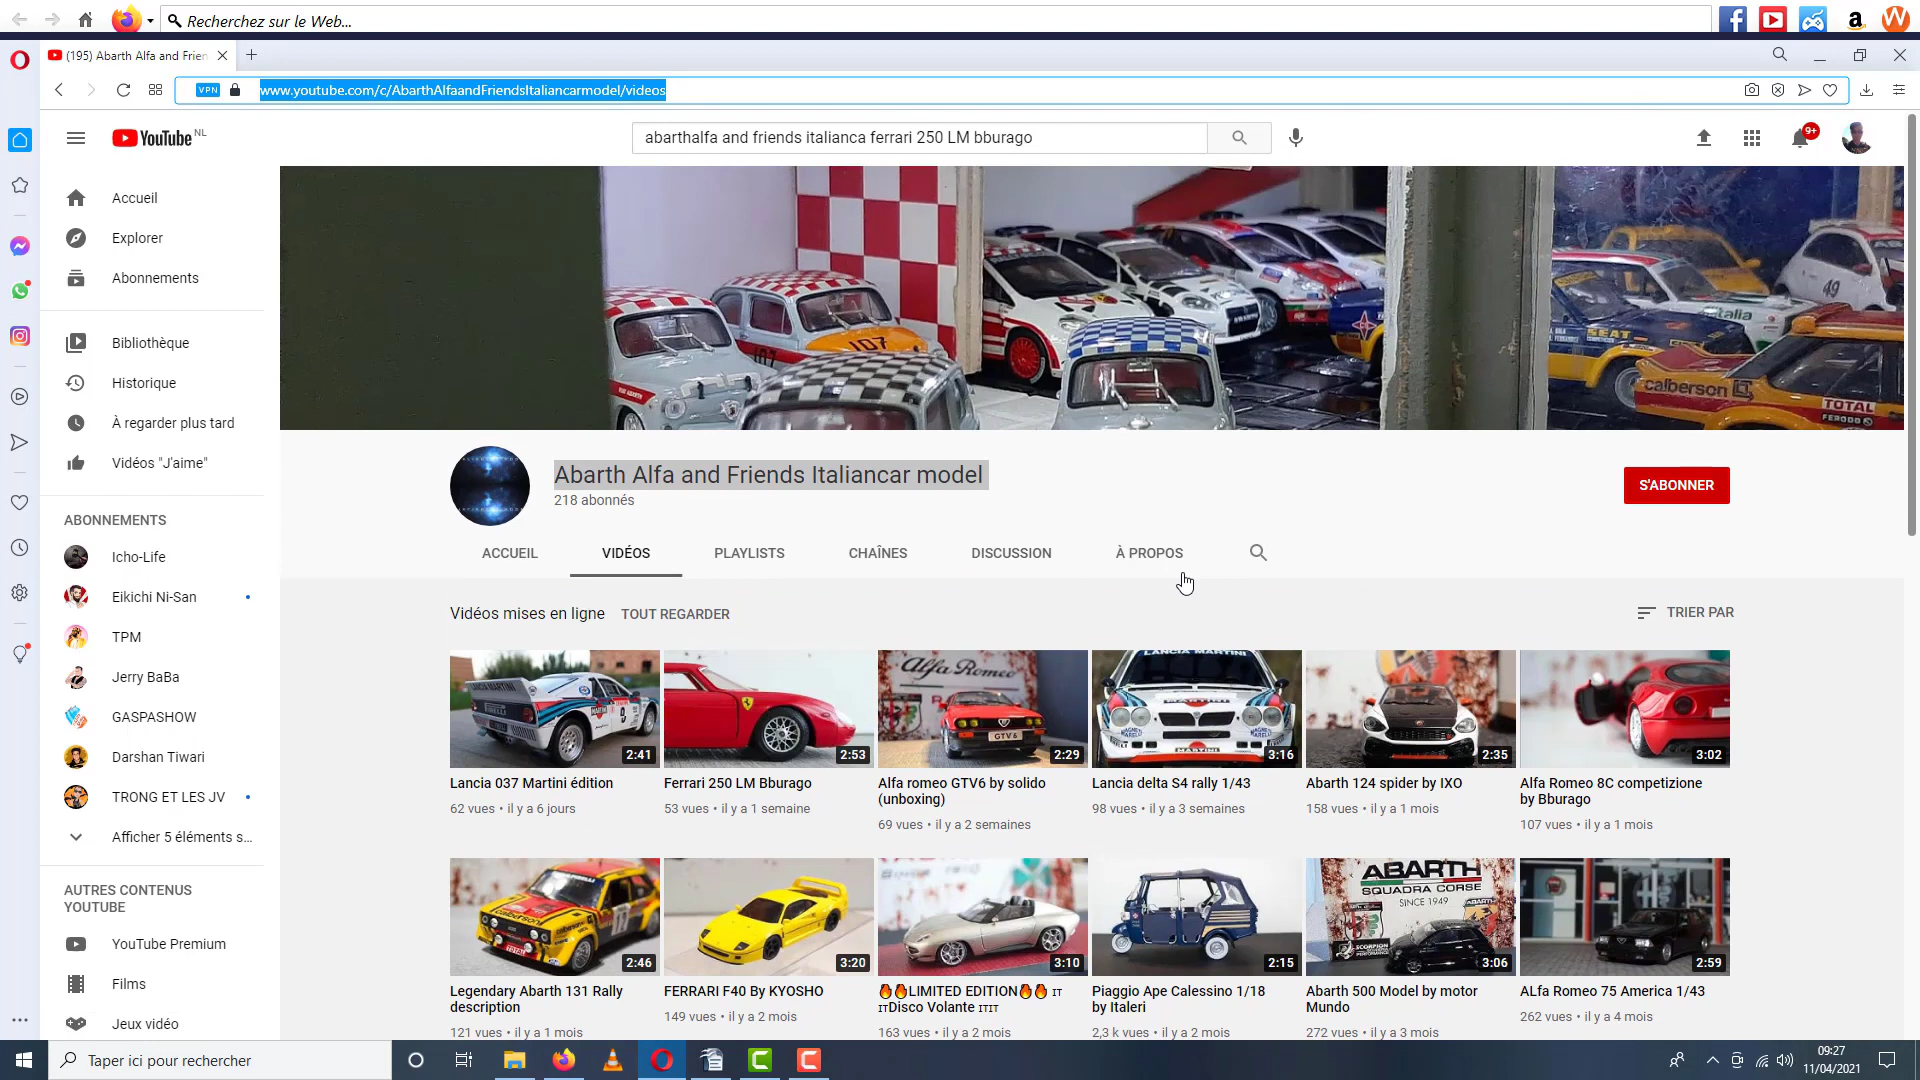 Recherchez sur le Web...
(195) Abarth Alfa and Frien
VPN www.youtube.com/c/AbarthAlfaandFriendsItaliancarmodel/videos
YouTube NL
abarthalfa and friends italianca ferrari 250 LM bburago
9+
Accueil
Explorer
Abonnements
Bibliothèque
Historique
À regarder plus tard
Vidéos "J'aime"
ABONNEMENTS
Icho-Life
Eikichi Ni-San
TPM
Jerry BaBa
GASPASHOW
Darshan Tiwari
TRONG ET LES JV
Afficher 5 éléments s...
AUTRES CONTENUS
YOUTUBE
YouTube Premium
Films
Jeux vidéo
107
107
49
Italia
SEAT
calberson
TOTAL
FERODO
Abarth Alfa and Friends Italiancar model
218 abonnés
S'ABONNER
ACCUEIL VIDÉOS PLAYLISTS CHAÎNES DISCUSSION À PROPOS
Vidéos mises en ligne TOUT REGARDER
TRIER PAR
2:41
Lancia 037 Martini édition
62 vues • il y a 6 jours
2:53
Ferrari 250 LM Bburago
53 vues • il y a 1 semaine
Alfa Romeo
GTV 6
2:29
Alfa romeo GTV6 by solido
(unboxing)
69 vues • il y a 2 semaines
LANCIA MARTINI
MARTINI
3:16
Lancia delta S4 rally 1/43
98 vues • il y a 3 semaines
2:35
Abarth 124 spider by IXO
158 vues • il y a 1 mois
3:02
Alfa Romeo 8C competizione
by Bburago
107 vues • il y a 1 mois
2:46
Legendary Abarth 131 Rally
description
121 vues • il y a 1 mois
3:20
FERRARI F40 By KYOSHO
149 vues • il y a 2 mois
3:10
🔥🔥LIMITED EDITION🔥🔥 ɪᴛ
ɪᴛDisco Volante ɪᴛɪᴛ
163 vues • il y a 2 mois
2:15
Piaggio Ape Calessino 1/18
by Italeri
2,3 k vues • il y a 2 mois
ABARTH
SQUADRA CORSE
SINCE 1949
3:06
Abarth 500 Model by motor
Mundo
272 vues • il y a 3 mois
2:59
ALfa Romeo 75 America 1/43
262 vues • il y a 4 mois
Taper ici pour rechercher
09:27
11/04/2021